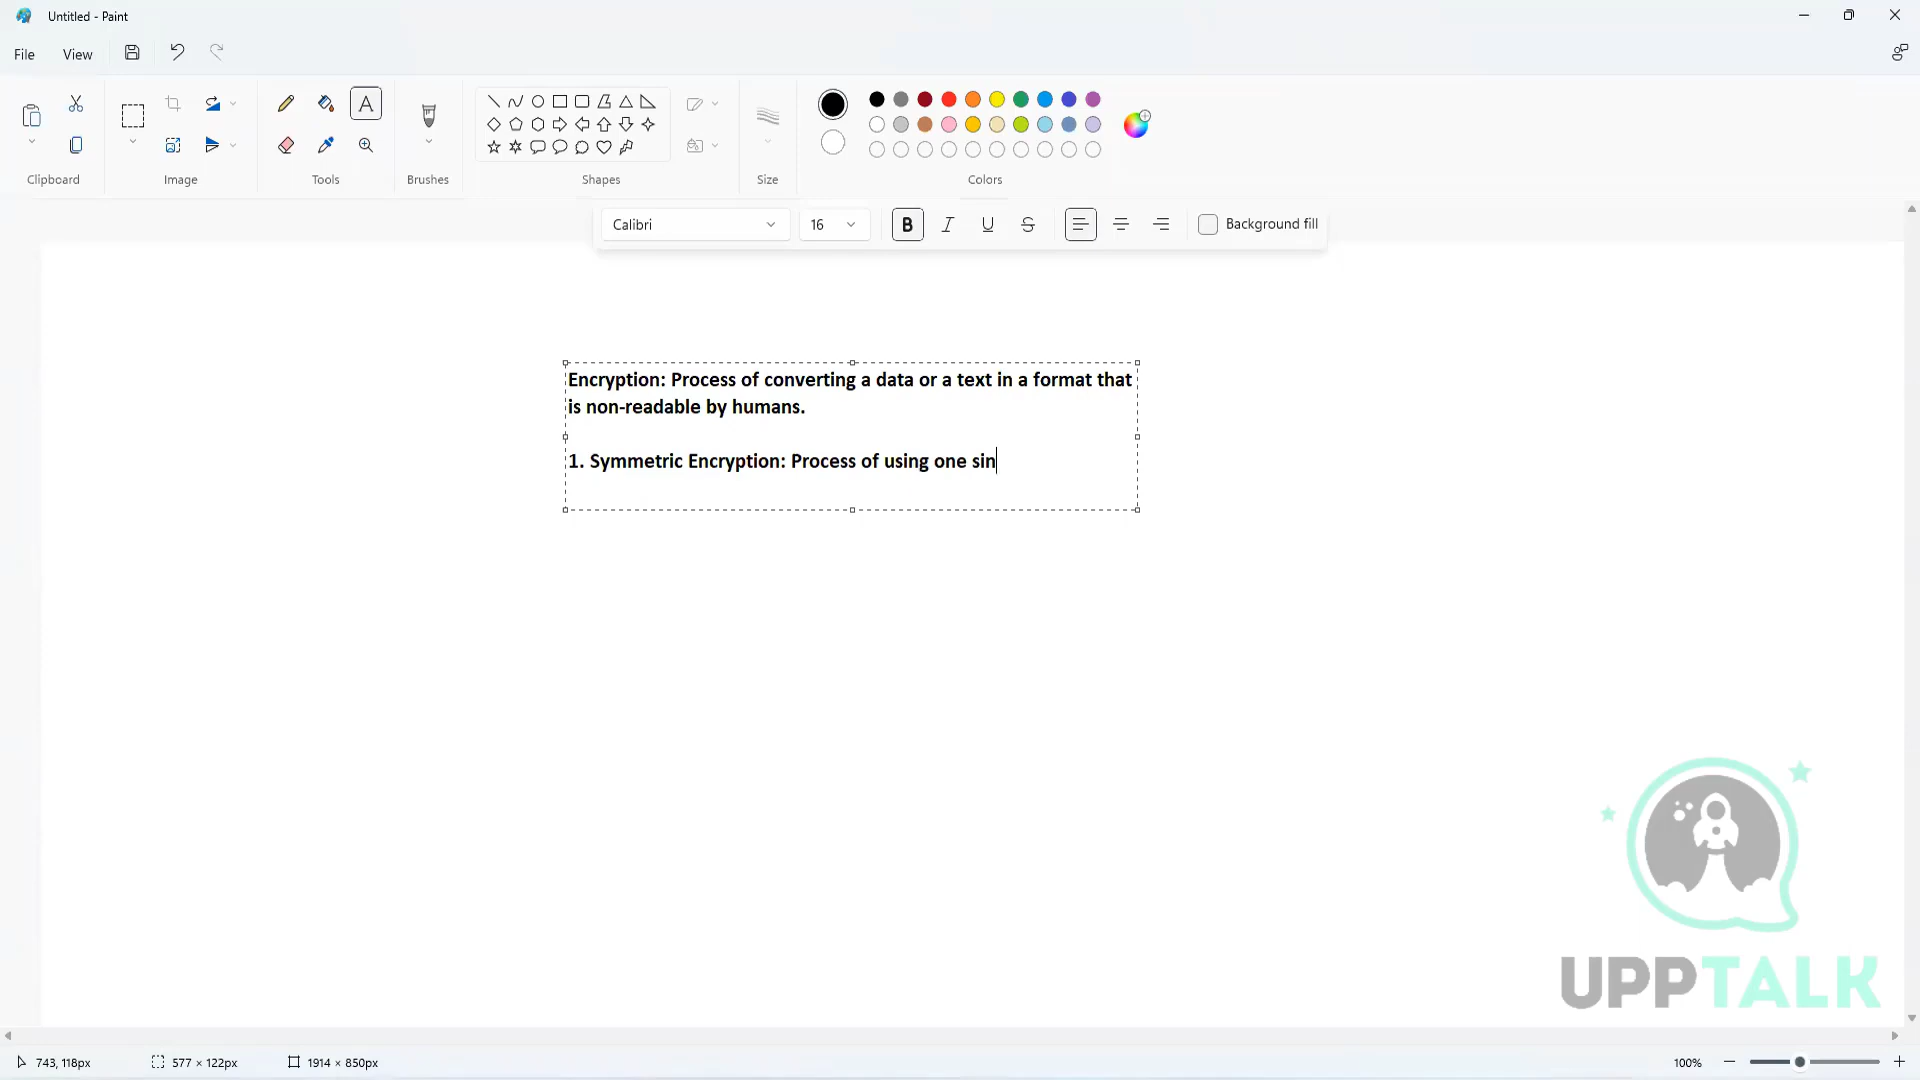 Untitled - Paint
File View
Clipboard
Image
Tools
Brushes
Shapes
Size
Colors
Calibri 16 B I U S Background fill
Encryption: Process of converting a data or a text in a format that
is non-readable by humans.
1. Symmetric Encryption: Process of using one sin
UPPTALK
743, 118px 577 × 122px 1914 × 850px 100%